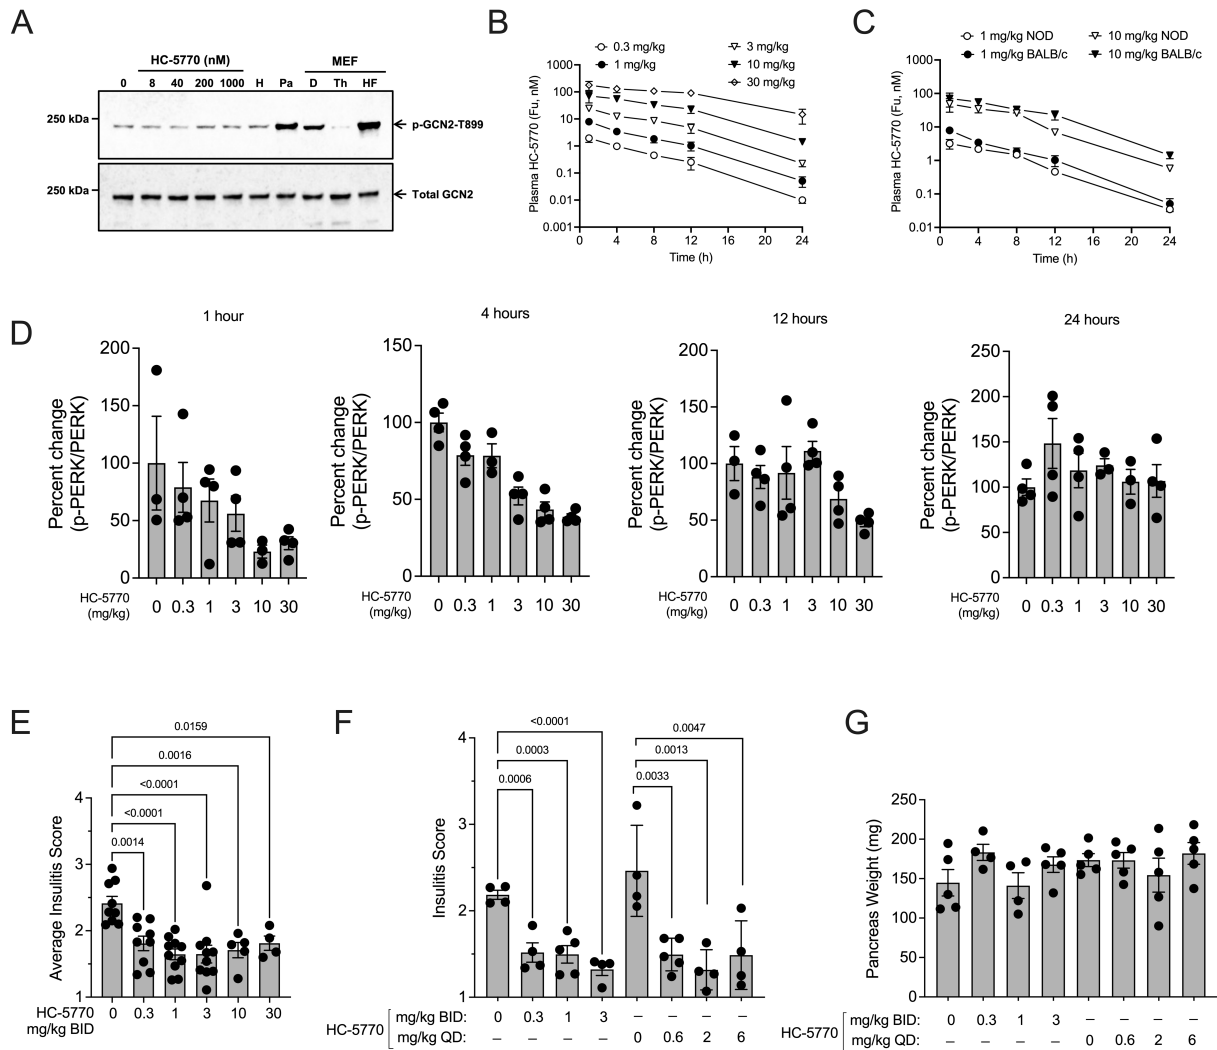 A
HC-5770 (nM)
MEF
0 8 40 200 1000 H Pa D Th HF
250 kDa
p-GCN2-T899
250 kDa
Total GCN2
B
0.3 mg/kg
1 mg/kg
3 mg/kg
10 mg/kg
30 mg/kg
Plasma HC-5770 (Fu, nM)
1000
100
10
1
0.1
0.01
0.001
0 4 8 12 16 20 24
Time (h)
C
1 mg/kg NOD
1 mg/kg BALB/c
10 mg/kg NOD
10 mg/kg BALB/c
Plasma HC-5770 (Fu, nM)
1000
100
10
1
0.1
0.01
0 4 8 12 16 20 24
Time (h)
D
1 hour
Percent change
(p-PERK/PERK)
200
150
100
50
0
HC-5770
(mg/kg)
0 0.3 1 3 10 30
4 hours
Percent change
(p-PERK/PERK)
150
100
50
0
HC-5770
(mg/kg)
0 0.3 1 3 10 30
12 hours
Percent change
(p-PERK/PERK)
200
150
100
50
0
HC-5770
(mg/kg)
0 0.3 1 3 10 30
24 hours
Percent change
(p-PERK/PERK)
250
200
150
100
50
0
HC-5770
(mg/kg)
0 0.3 1 3 10 30
E
0.0159
0.0016
<0.0001
<0.0001
0.0014
Average Insulitis Score
4
3
2
1
HC-5770
mg/kg BID
0 0.3 1 3 10 30
F
<0.0001
0.0003
0.0006
0.0047
0.0013
0.0033
Insulitis Score
4
3
2
1
HC-5770
mg/kg BID: 0 0.3 1 3 – – – –
mg/kg QD: – – – – 0 0.6 2 6
G
Pancreas Weight (mg)
250
200
150
100
50
0
HC-5770
mg/kg BID: 0 0.3 1 3 – – – –
mg/kg QD: – – – – 0 0.6 2 6